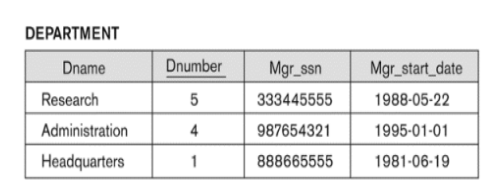 DEPARTMENT
Dname Dnumber Mgr_ssn Mgr_start_date
Research 5 333445555 1988-05-22
Administration 4 987654321 1995-01-01
Headquarters 1 888665555 1981-06-19